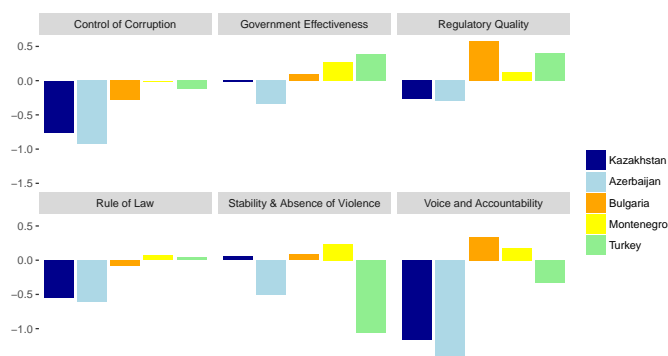 Control of Corruption Government Effectiveness Regulatory Quality
0.5
0.0
−0.5
−1.0
−1.5
Rule of Law Stability & Absence of Violence Voice and Accountability
0.5
0.0
−0.5
−1.0
Kazakhstan
Azerbaijan
Bulgaria
Montenegro
Turkey